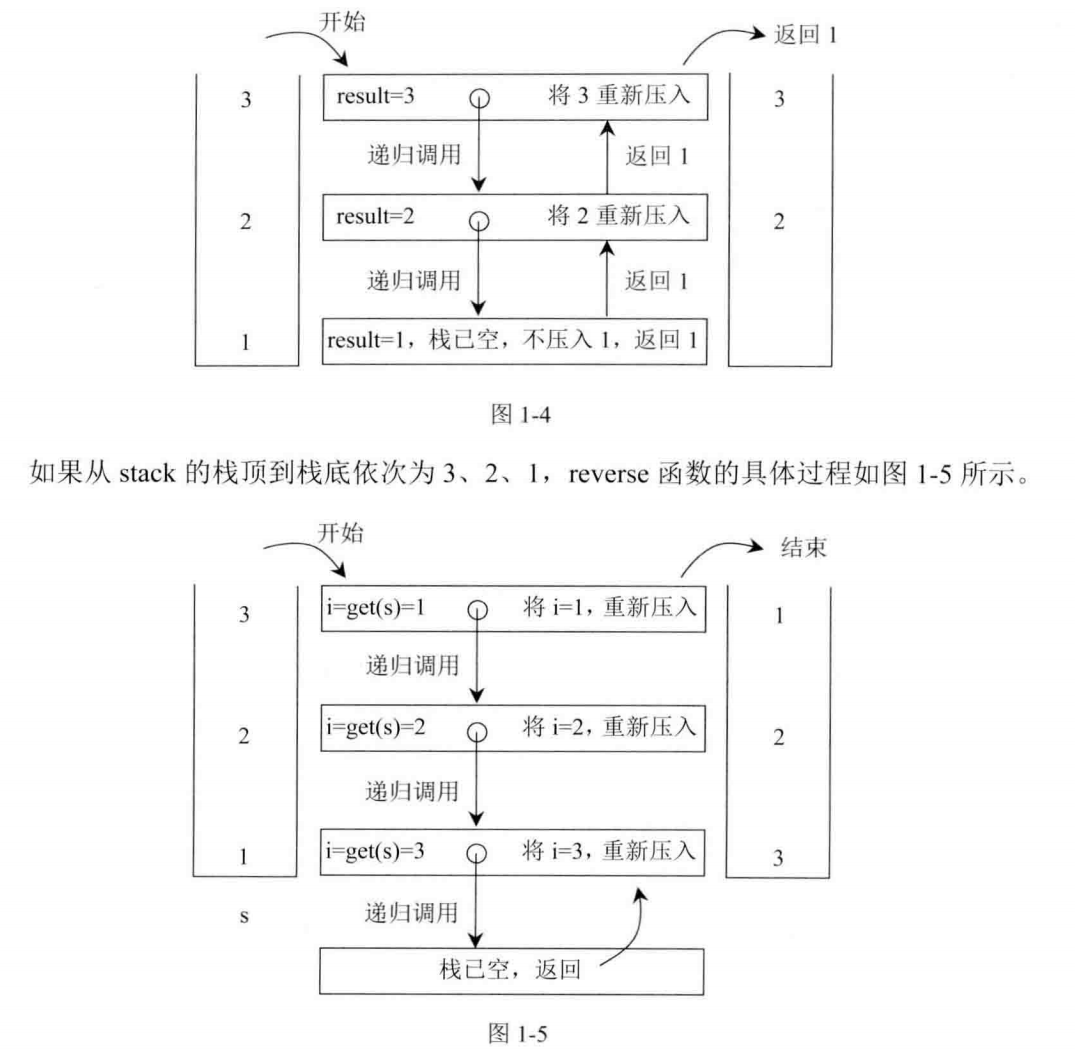 开始
返回 1
3
result=3
将 3 重新压入
3
递归调用
返回 1
2
result=2
将 2 重新压入
2
递归调用
返回 1
1
result=1，栈已空，不压入 1，返回 1
图 1-4
如果从 stack 的栈顶到栈底依次为 3、2、1，reverse 函数的具体过程如图 1-5 所示。
开始
结束
3
i=get(s)=1
将 i=1，重新压入
1
递归调用
2
i=get(s)=2
将 i=2，重新压入
2
递归调用
1
i=get(s)=3
将 i=3，重新压入
3
s
递归调用
栈已空，返回
图 1-5